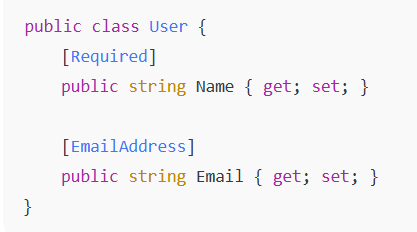 public class User {
    [Required]
    public string Name { get; set; }
    [EmailAddress]
    public string Email { get; set; }
}